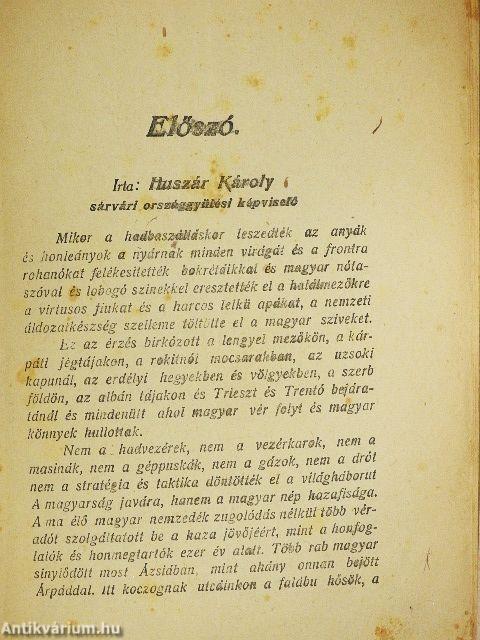 Előszó.
Irta: Huszár Károly
sárvári országgyülési képviselő
Mikor a hadbaszálláskor leszedték az anyák
és honleányok a nyárnak minden virágát és a frontra
rohanókat felékesitették bokrétáikkal és magyar nóta-
szóval és lobogó szinekkel eresztették el a halálmezőkre
a virtusos fiukat és a harcos lelkü apákat, a nemzeti
áldozatkészség szelleme töltötte el a magyar sziveket.
Ez az érzés birkózott a lengyel mezőkön, a kár-
páti jégtájakon, a rokitnói mocsarakban, az uzsoki
kapunál, az erdélyi hegyekben és völgyekben, a szerb
földön, az albán tájakon és Trieszt és Trentó bejára-
tánál és mindenütt ahol magyar vér folyt és magyar
könnyek hullottak.
Nem a hadvezérek, nem a vezérkarok, nem a
masinák, nem a géppuskák, nem a gázok, nem a drót
nem a stratégia és taktika döntötték el a világháborut
A magyarság javára, hanem a magyar nép hazafisága.
A ma élő magyar nemzedék zugolódás nélkül több vér-
adót szolgáltatott be a haza jövőjéért, mint a honfog-
lalók és honmegtartók ezer év alatt. Több rab magyar
sinylődött most Ázsiában, mint ahány onnan bejött
Árpáddal. Itt koczognak utcáinkon a falábu hősök, a
Antikvárium.hu